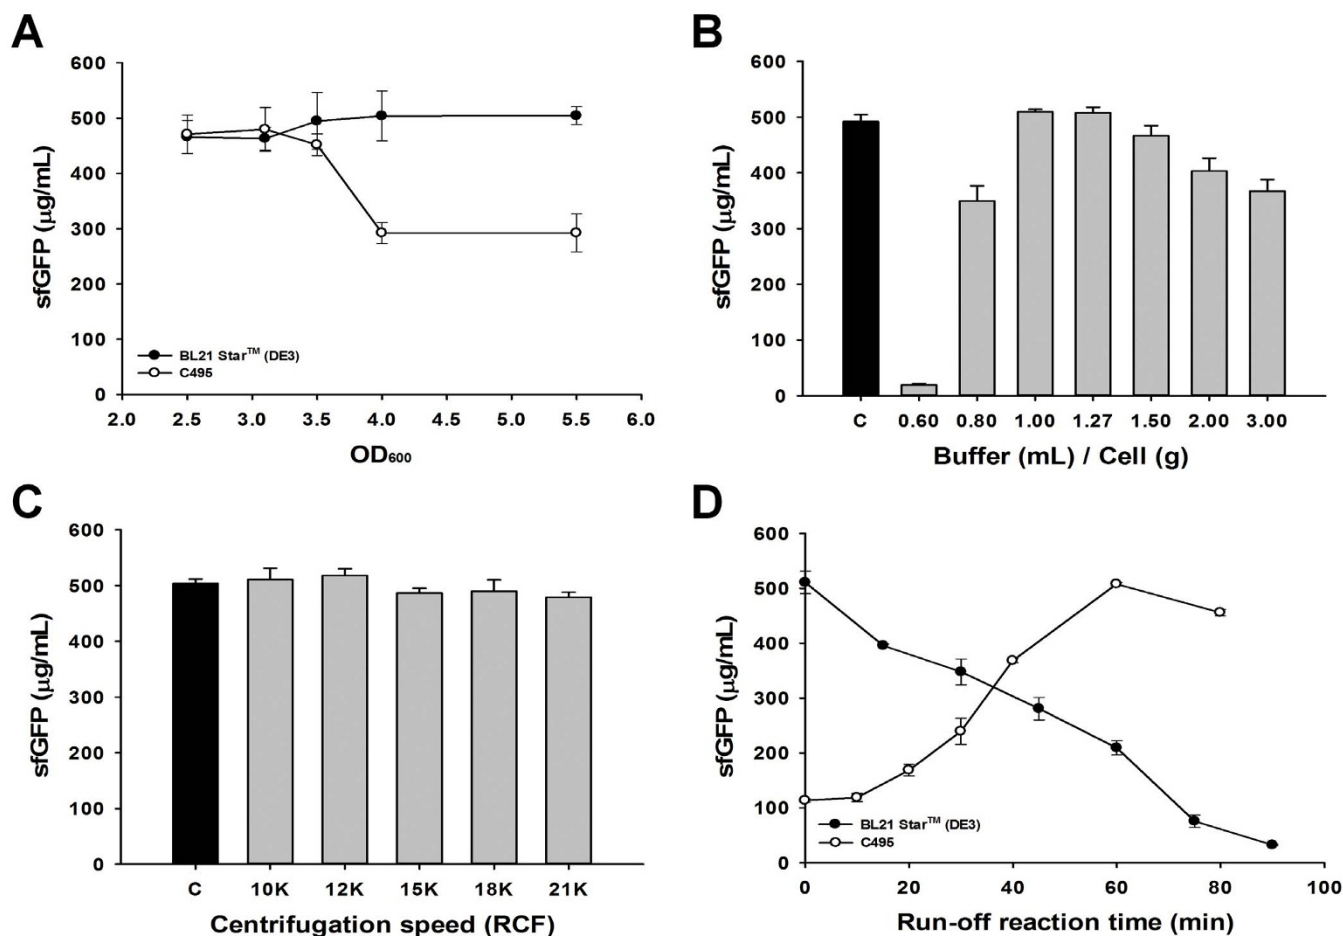 A
600
500
400
300
200
100
0
sfGFP (µg/mL)
BL21 Star™ (DE3)
C495
2.0 2.5 3.0 3.5 4.0 4.5 5.0 5.5 6.0
OD₆₀₀
B
600
500
400
300
200
100
0
sfGFP (µg/mL)
C 0.60 0.80 1.00 1.27 1.50 2.00 3.00
Buffer (mL) / Cell (g)
C
600
500
400
300
200
100
0
sfGFP (µg/mL)
C 10K 12K 15K 18K 21K
Centrifugation speed (RCF)
D
600
500
400
300
200
100
0
sfGFP (µg/mL)
BL21 Star™ (DE3)
C495
0 20 40 60 80 100
Run-off reaction time (min)